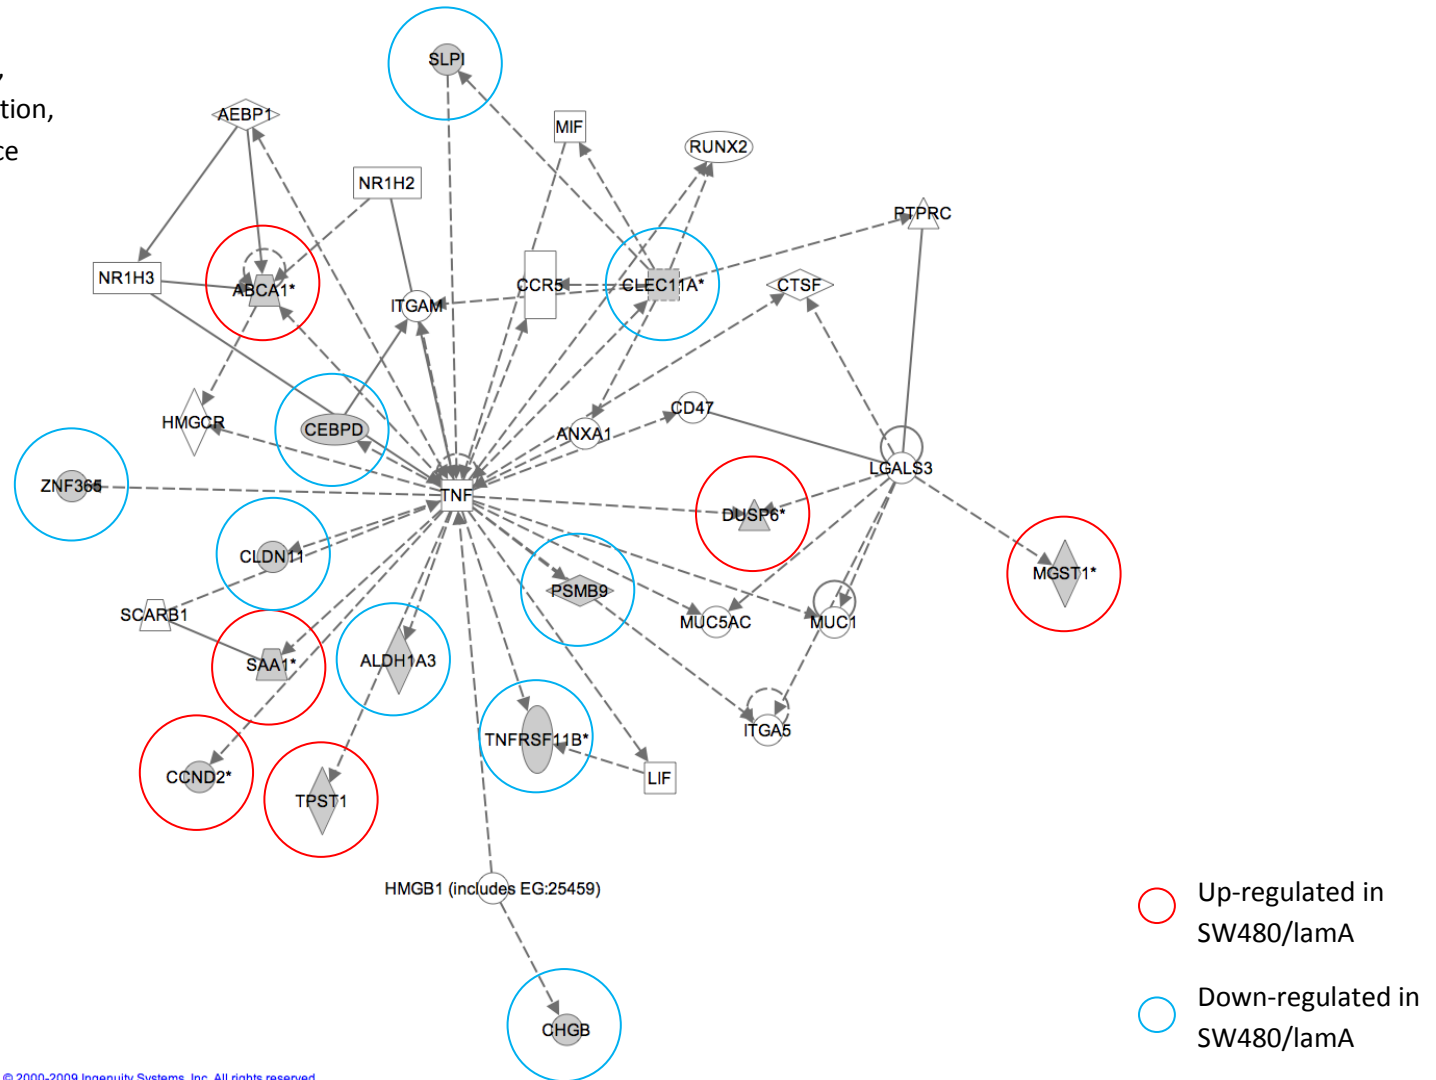 tion,
ce
SLPI
AEBP1
MIF
RUNX2
NR1H2
PTPRC
NR1H3
ABCA1*
ITGAM
CCR5
CLEC11A*
CTSF
HMGCR
CEBPD
ANXA1
CD47
LGALS3
ZNF365
TNF
DUSP6*
CLDN11
PSMB9
MGST1*
SCARB1
MUC5AC
MUC1
SAA1*
ALDH1A3
TNFRSF11B*
ITGA5
CCND2*
TPST1
LIF
HMGB1 (includes EG:25459)
CHGB
Up-regulated in
SW480/lamA
Down-regulated in
SW480/lamA
© 2000-2009 Ingenuity Systems, Inc. All rights reserved.